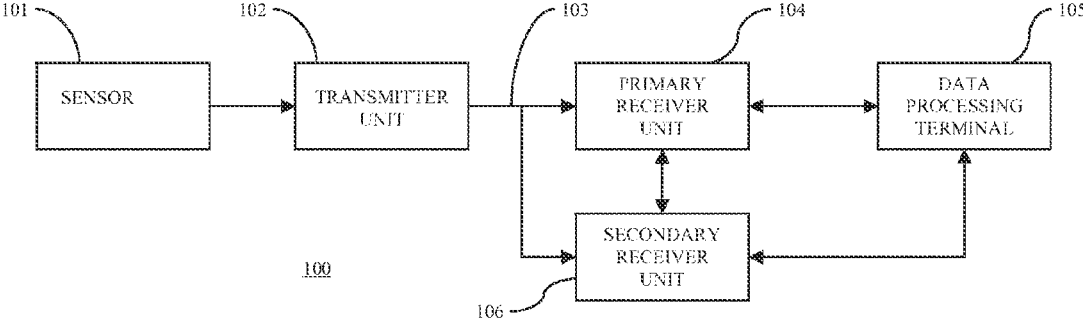 101
102
103
104
105
SENSOR
TRANSMITTER
UNIT
PRIMARY
RECEIVER
UNIT
DATA
PROCESSING
TERMINAL
SECONDARY
RECEIVER
UNIT
100
106